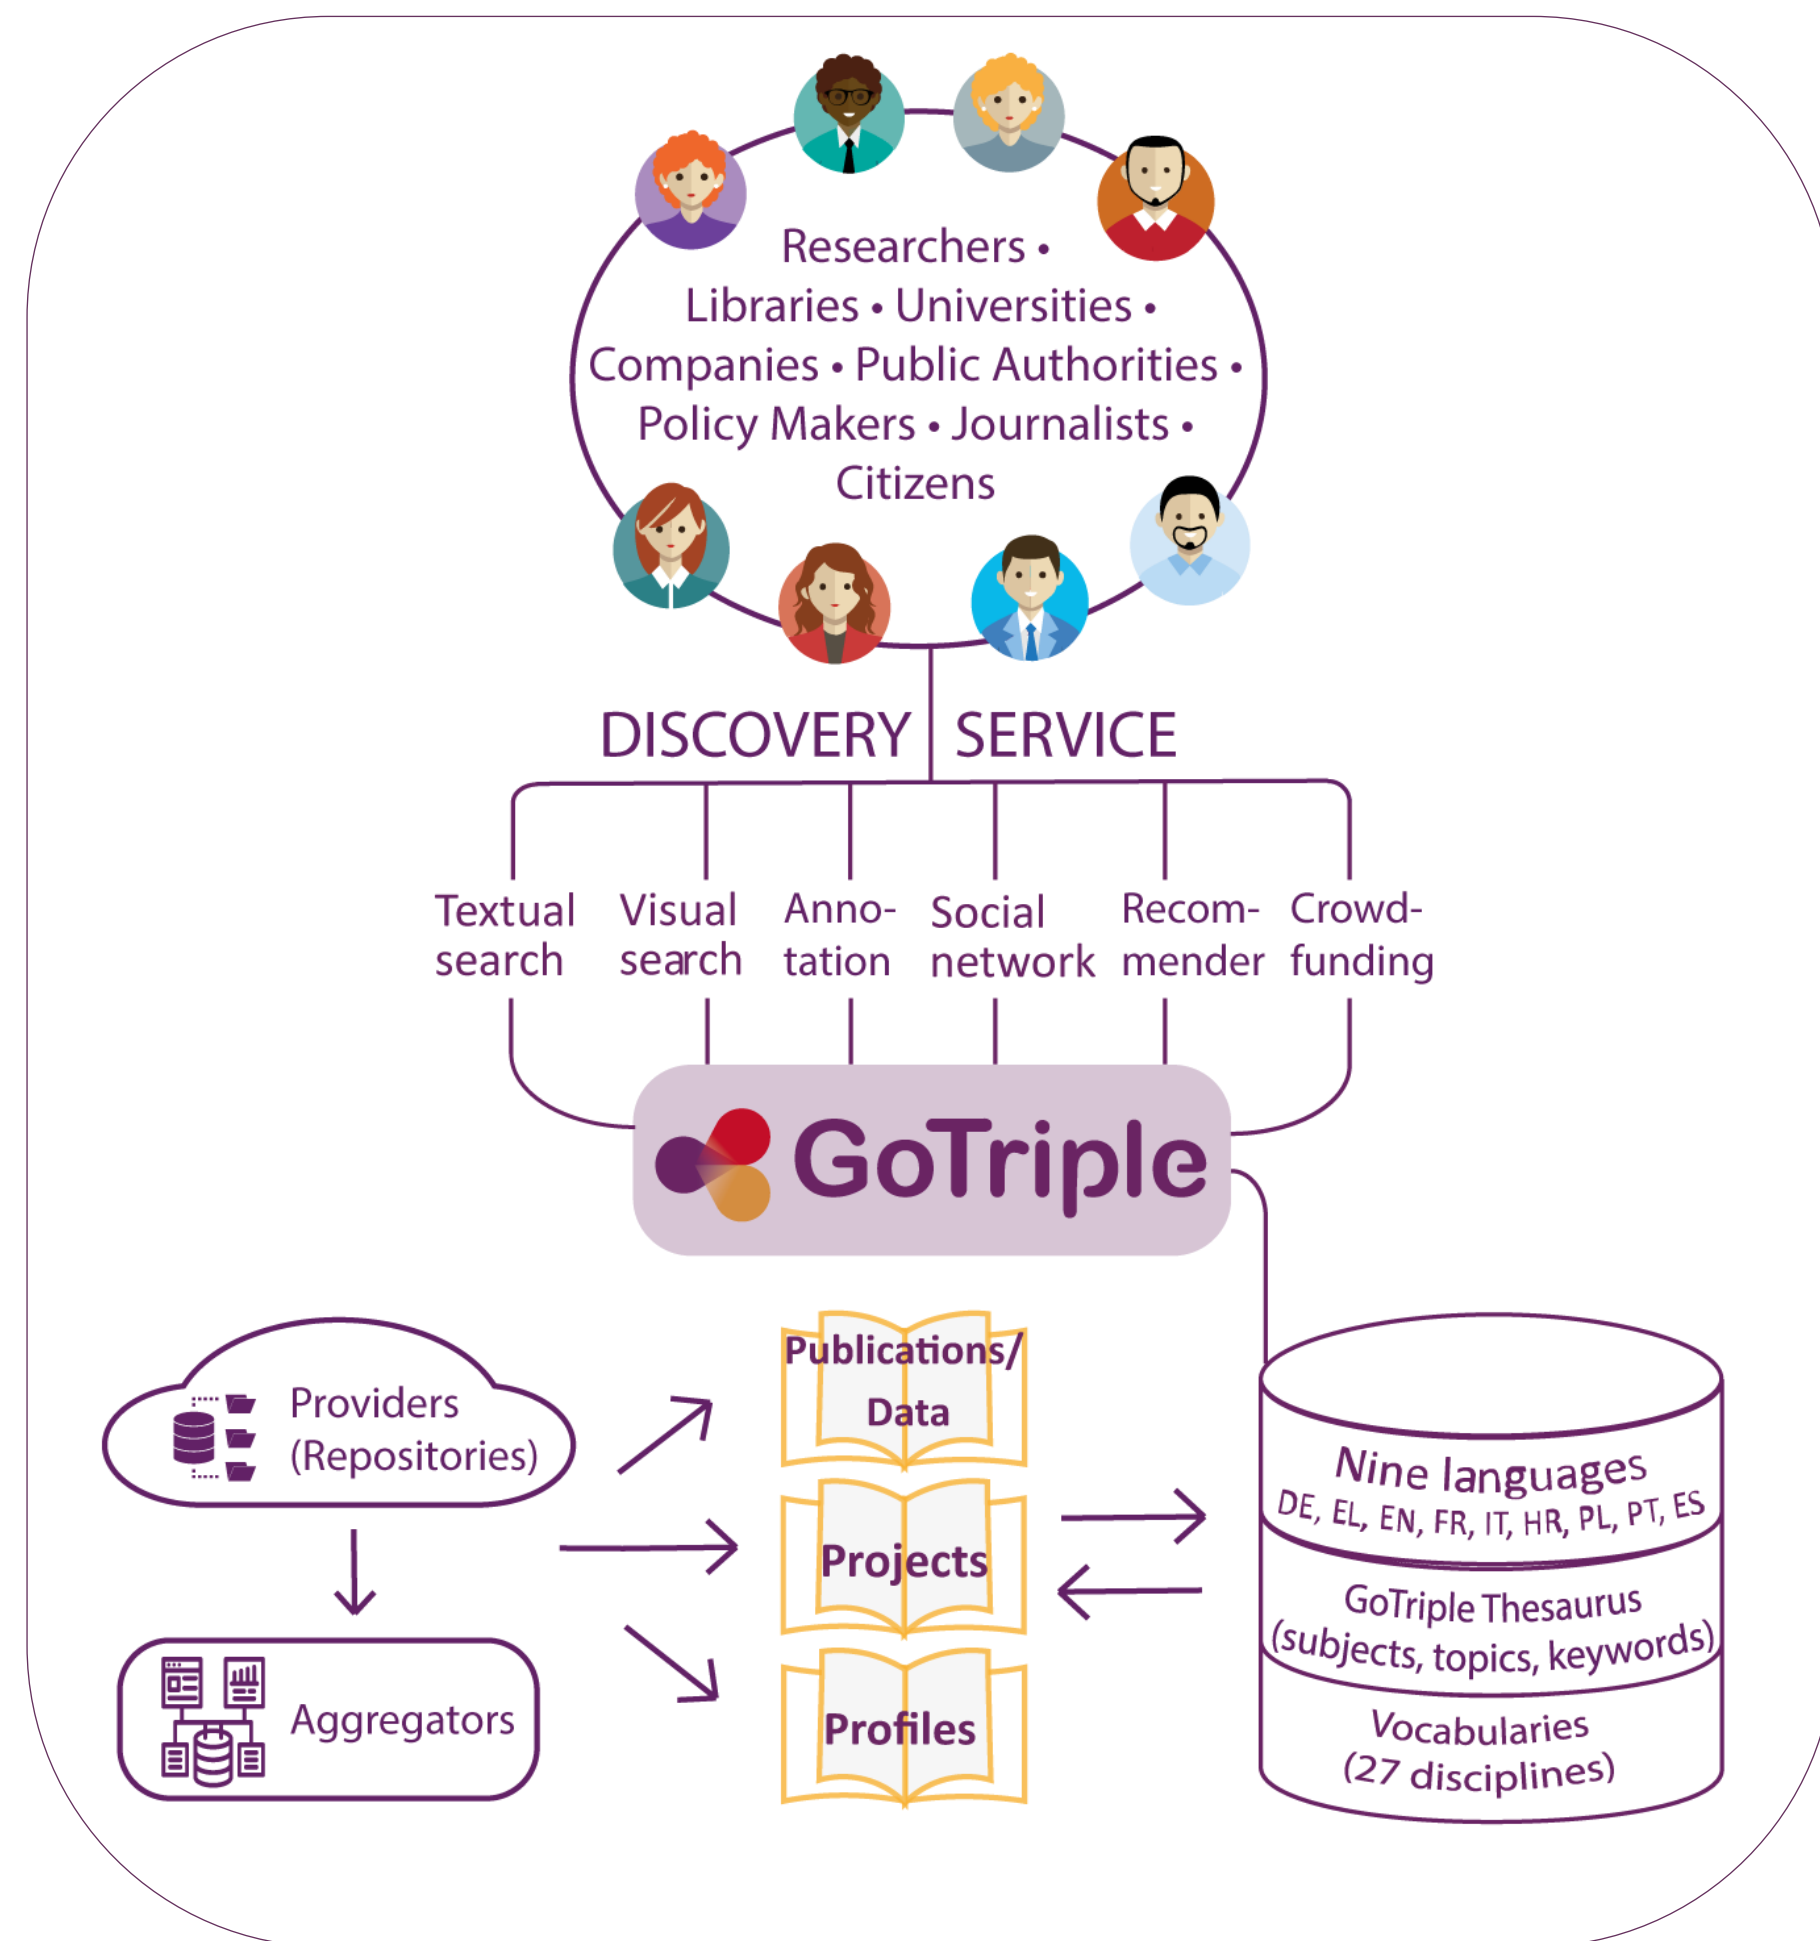 Researchers •
Libraries • Universities •
Companies • Public Authorities •
Policy Makers • Journalists •
Citizens
DISCOVERY SERVICE
Textual
search
Visual
search
Anno-
tation
Social
network
Recom-
mender
Crowd-
funding
GoTriple
Providers
(Repositories)
Aggregators
Publications/
Data
Projects
Profiles
Nine languages
DE, EL, EN, FR, IT, HR, PL, PT, ES
GoTriple Thesaurus
(subjects, topics, keywords)
Vocabularies
(27 disciplines)